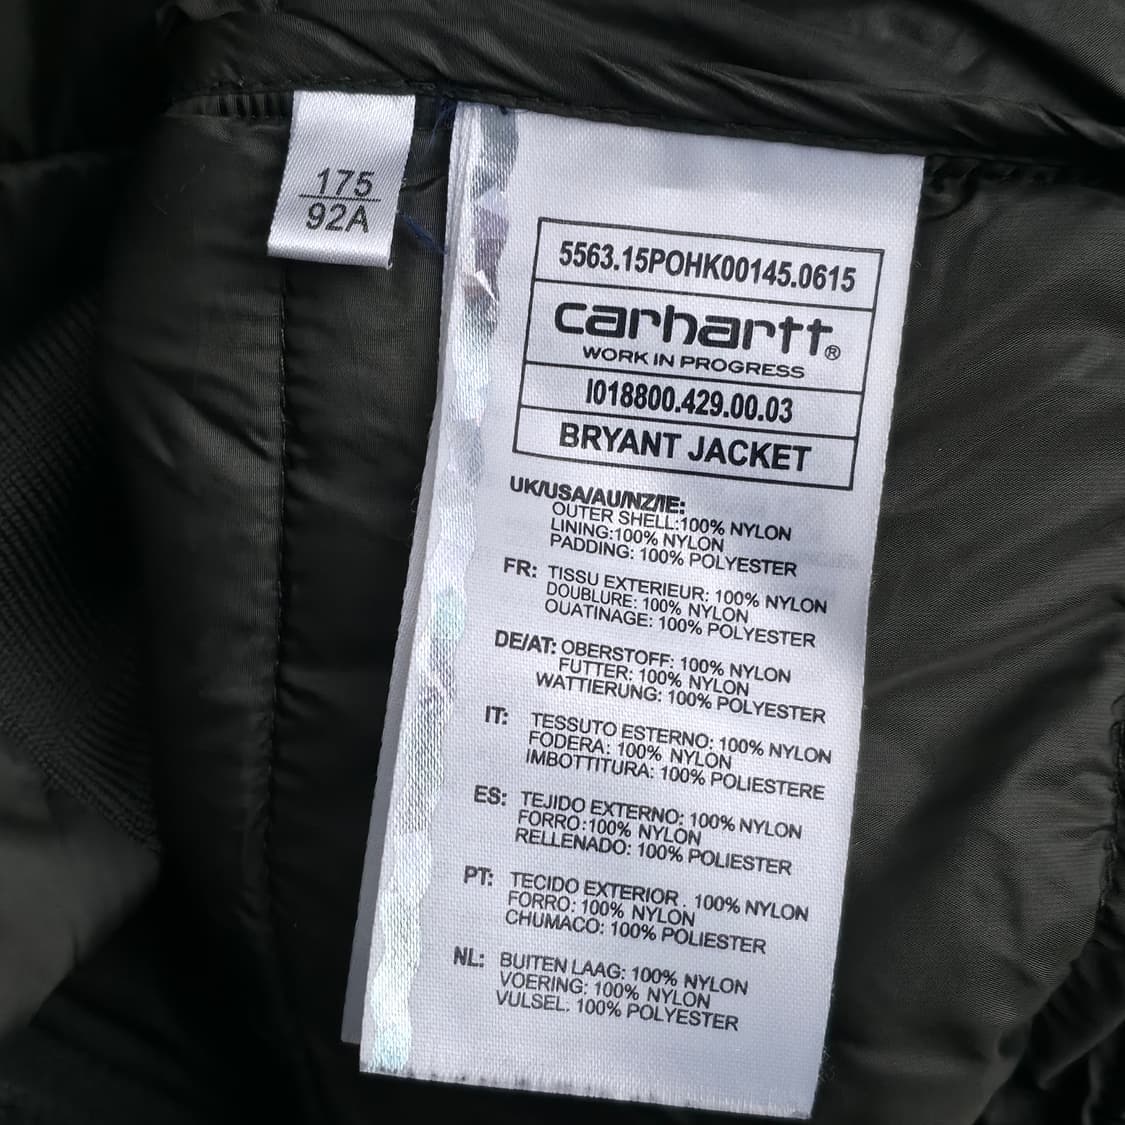 175
92A
5563.15POHK00145.0615
carhartt®
WORK IN PROGRESS
I018800.429.00.03
BRYANT JACKET
UK/USA/AU/NZ/IE:
OUTER SHELL:100% NYLON
LINING:100% NYLON
PADDING: 100% POLYESTER
FR: TISSU EXTERIEUR: 100% NYLON
DOUBLURE: 100% NYLON
OUATINAGE: 100% POLYESTER
DE/AT: OBERSTOFF: 100% NYLON
FUTTER: 100% NYLON
WATTIERUNG: 100% POLYESTER
IT: TESSUTO ESTERNO: 100% NYLON
FODERA: 100% NYLON
IMBOTTITURA: 100% POLIESTERE
ES: TEJIDO EXTERNO: 100% NYLON
FORRO:100% NYLON
RELLENADO: 100% POLIESTER
PT: TECIDO EXTERIOR . 100% NYLON
FORRO: 100% NYLON
CHUMACO: 100% POLIESTER
NL: BUITEN LAAG: 100% NYLON
VOERING: 100% NYLON
VULSEL. 100% POLYESTER